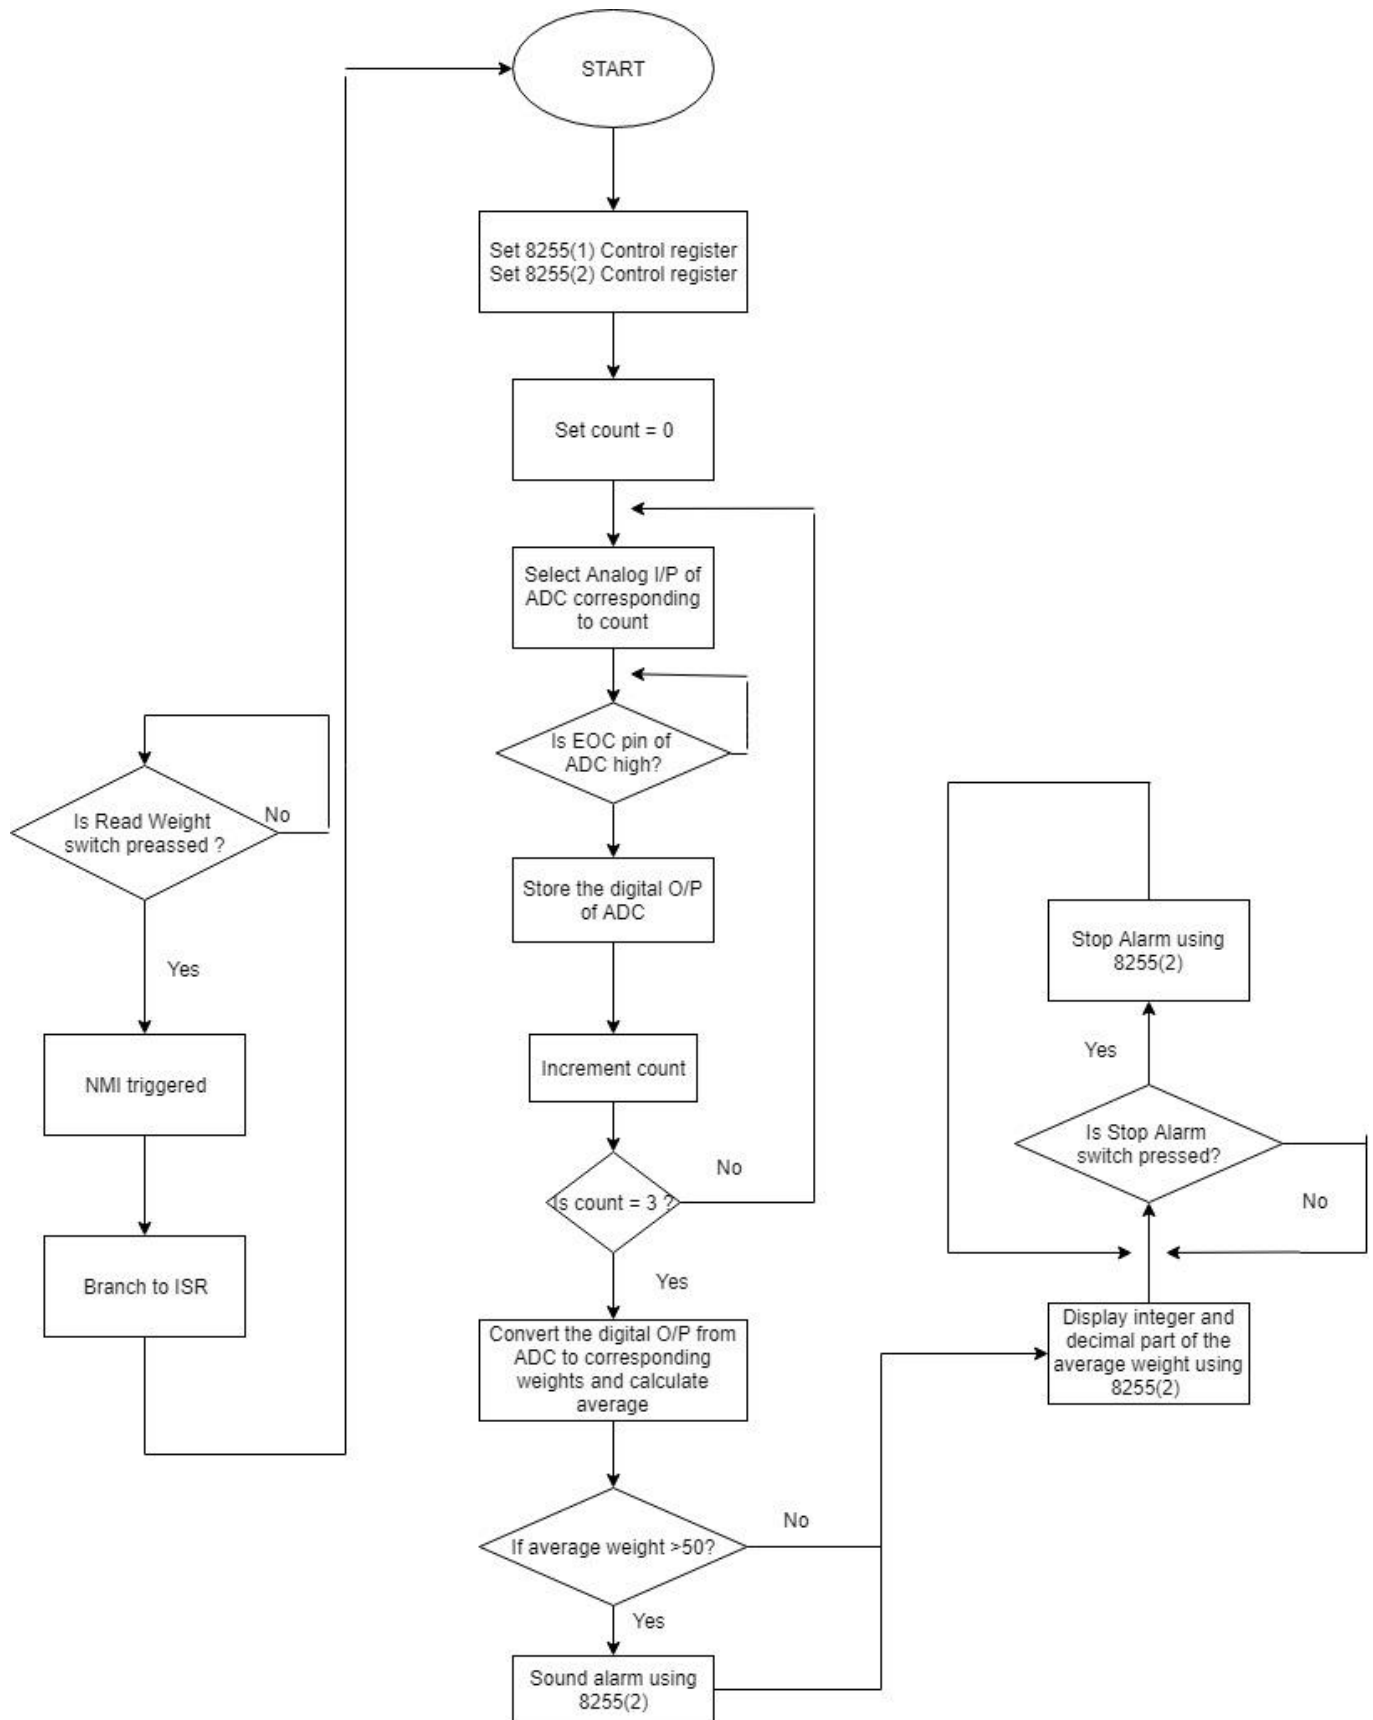 START
Set 8255(1) Control register
Set 8255(2) Control register
Set count = 0
Select Analog I/P of
ADC corresponding
to count
Is EOC pin of
ADC high?
Store the digital O/P
of ADC
Increment count
Is count = 3 ?
No
Yes
Convert the digital O/P from
ADC to corresponding
weights and calculate
average
If average weight >50?
No
Yes
Sound alarm using
8255(2)
Is Read Weight
switch preassed ?
No
Yes
NMI triggered
Branch to ISR
Stop Alarm using
8255(2)
Yes
Is Stop Alarm
switch pressed?
No
Display integer and
decimal part of the
average weight using
8255(2)